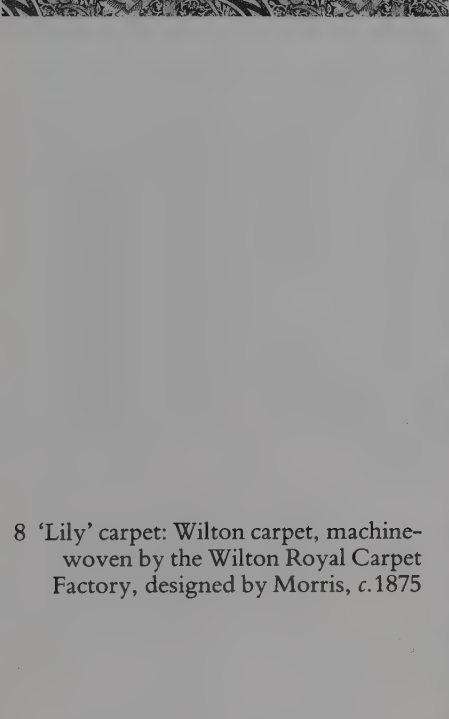 8 ‘Lily’ carpet: Wilton carpet, machine-
woven by the Wilton Royal Carpet
Factory, designed by Morris, c.1875